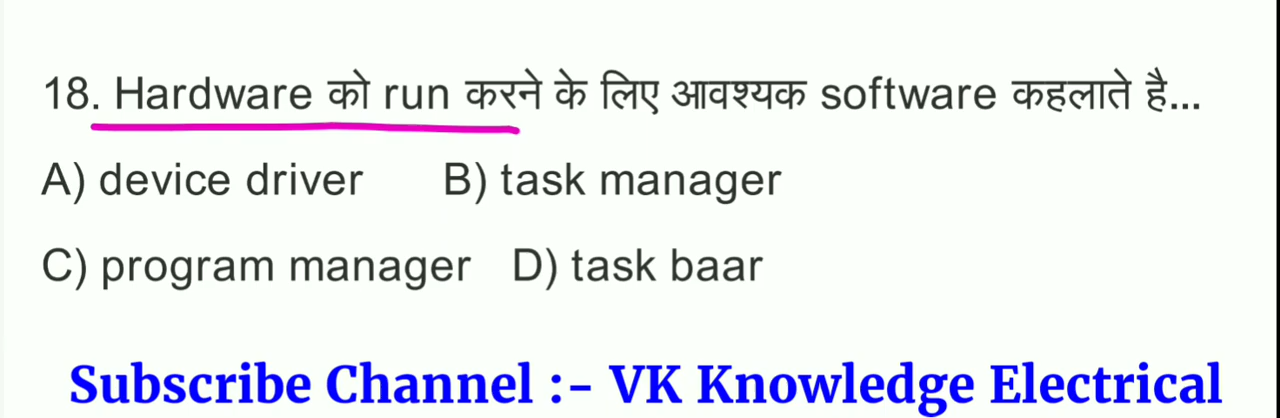 18. Hardware को run करने के लिए आवश्यक software कहलाते है...
A) device driver B) task manager
C) program manager D) task baar
Subscribe Channel :- VK Knowledge Electrical